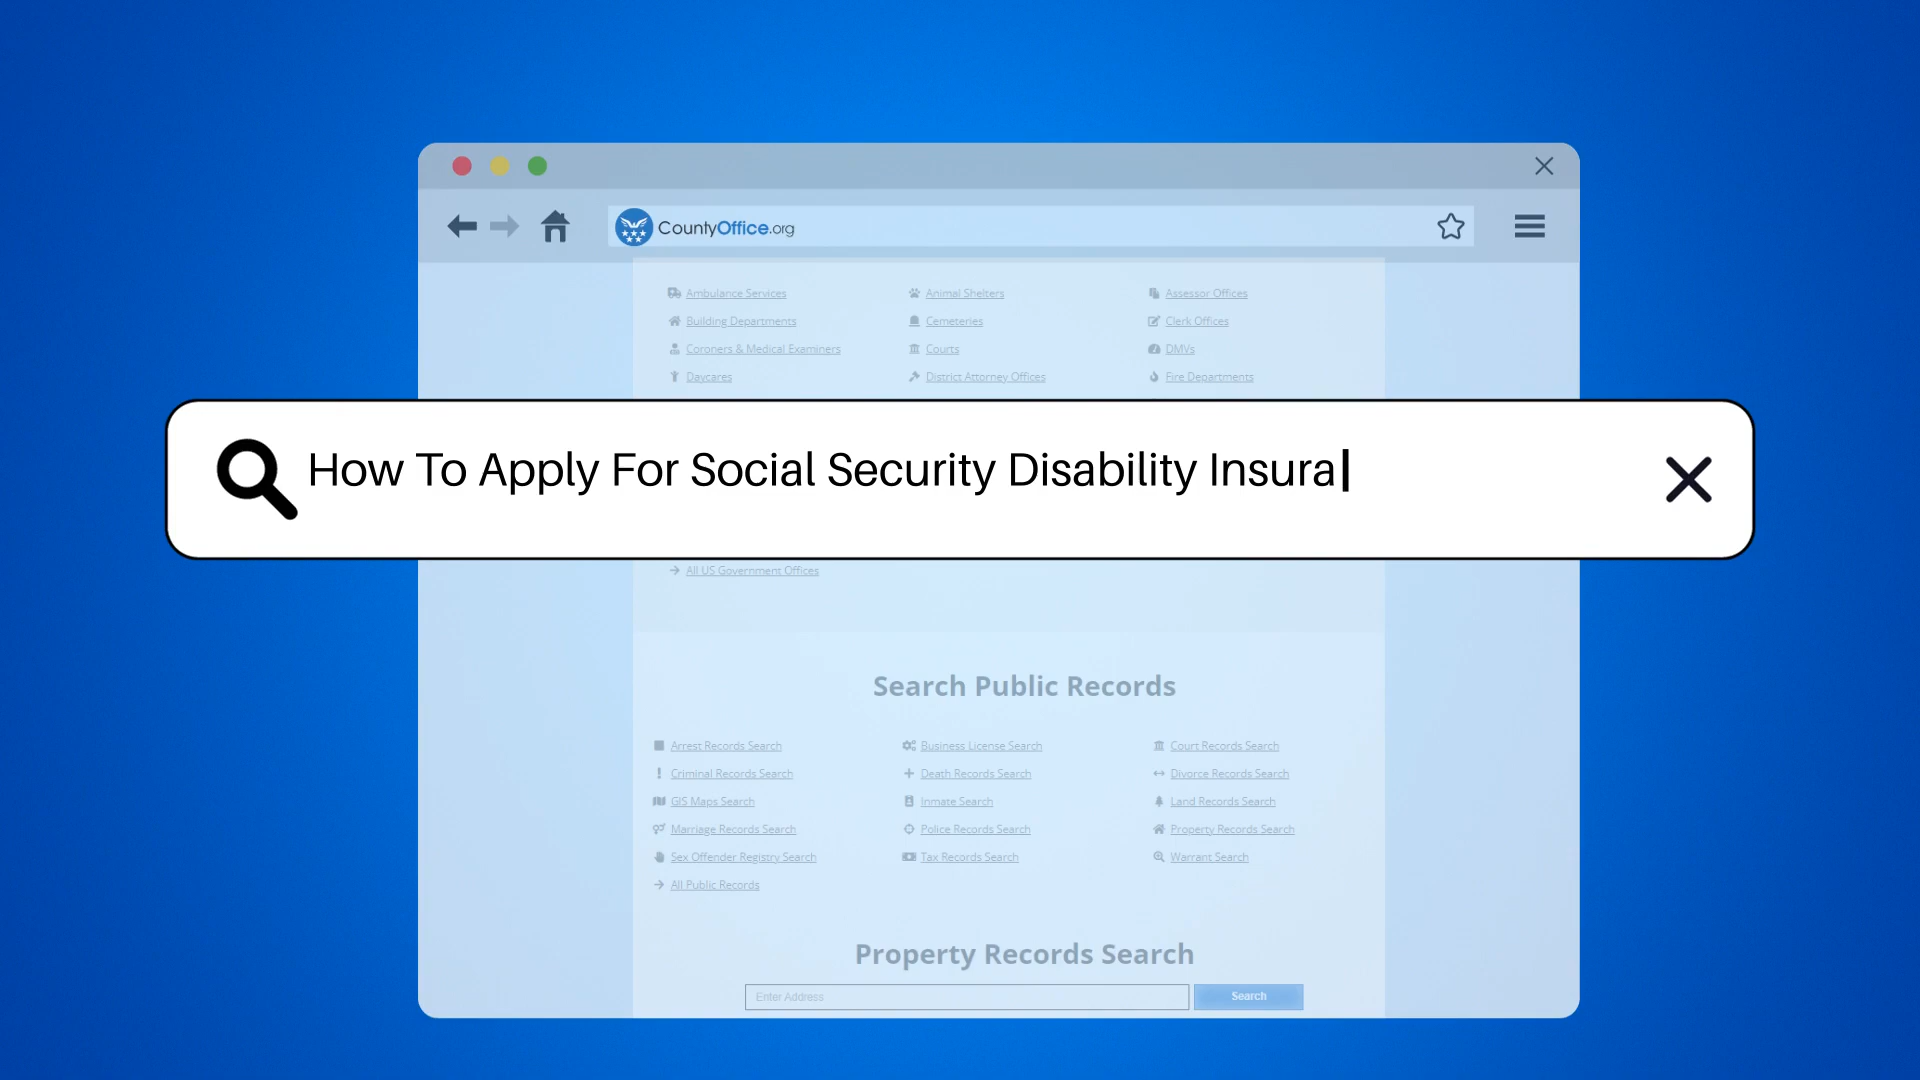 CountyOffice.org
Ambulance Services Animal Shelters Assessor Offices
Building Departments Cemeteries Clerk Offices
Coroners & Medical Examiners Courts DMVs
Daycares District Attorney Offices Fire Departments
How To Apply For Social Security Disability Insura
All US Government Offices
Search Public Records
Arrest Records Search Business License Search Court Records Search
Criminal Records Search Death Records Search Divorce Records Search
GIS Maps Search Inmate Search Land Records Search
Marriage Records Search Police Records Search Property Records Search
Sex Offender Registry Search Tax Records Search Warrant Search
All Public Records
Property Records Search
Enter Address Search